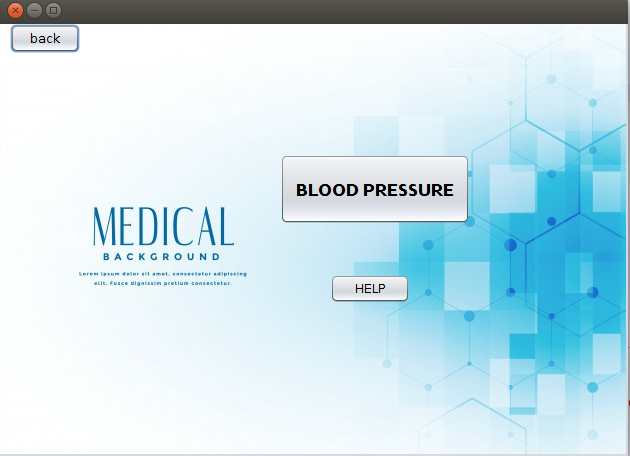 back
BLOOD PRESSURE
MEDICAL
BACKGROUND
Lorem ipsum dolor sit amet, consectetur adipiscing
elit. Fusce dignissim pretium consectetur.
HELP